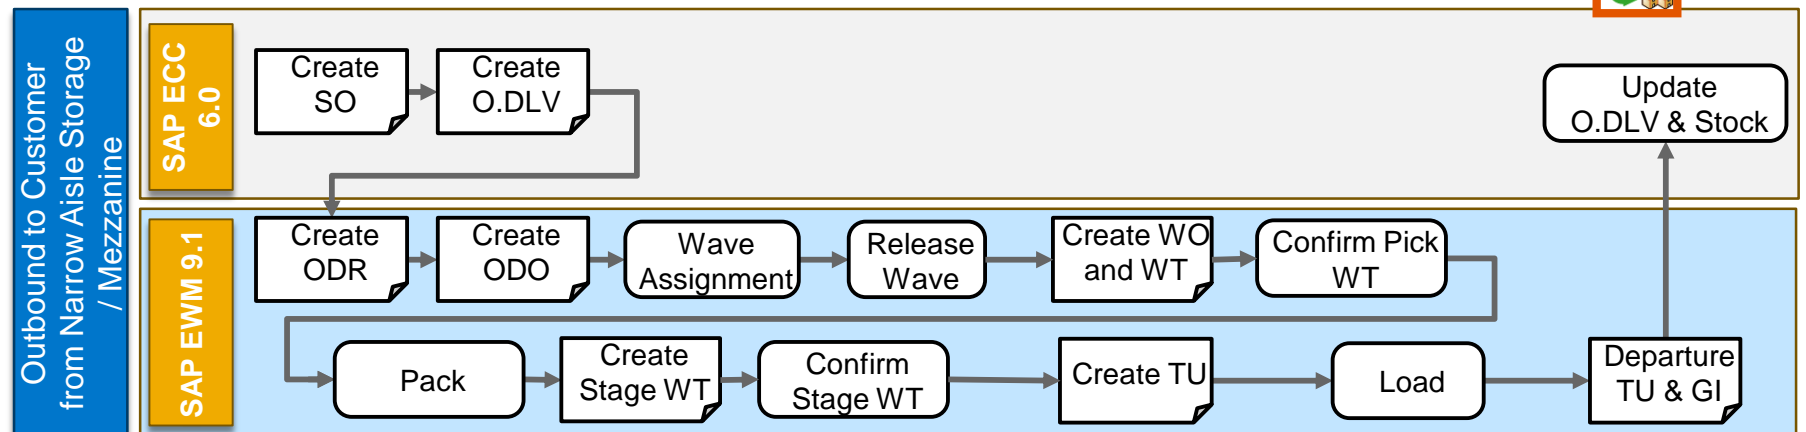 Outbound to Customer
from Narrow Aisle Storage
/ Mezzanine
SAP ECC
6.0
Create
SO
Create
O.DLV
Update
O.DLV & Stock
SAP EWM 9.1
Create
ODR
Create
ODO
Wave
Assignment
Release
Wave
Create WO
and WT
Confirm Pick
WT
Pack
Create
Stage WT
Confirm
Stage WT
Create TU
Load
Departure
TU & GI